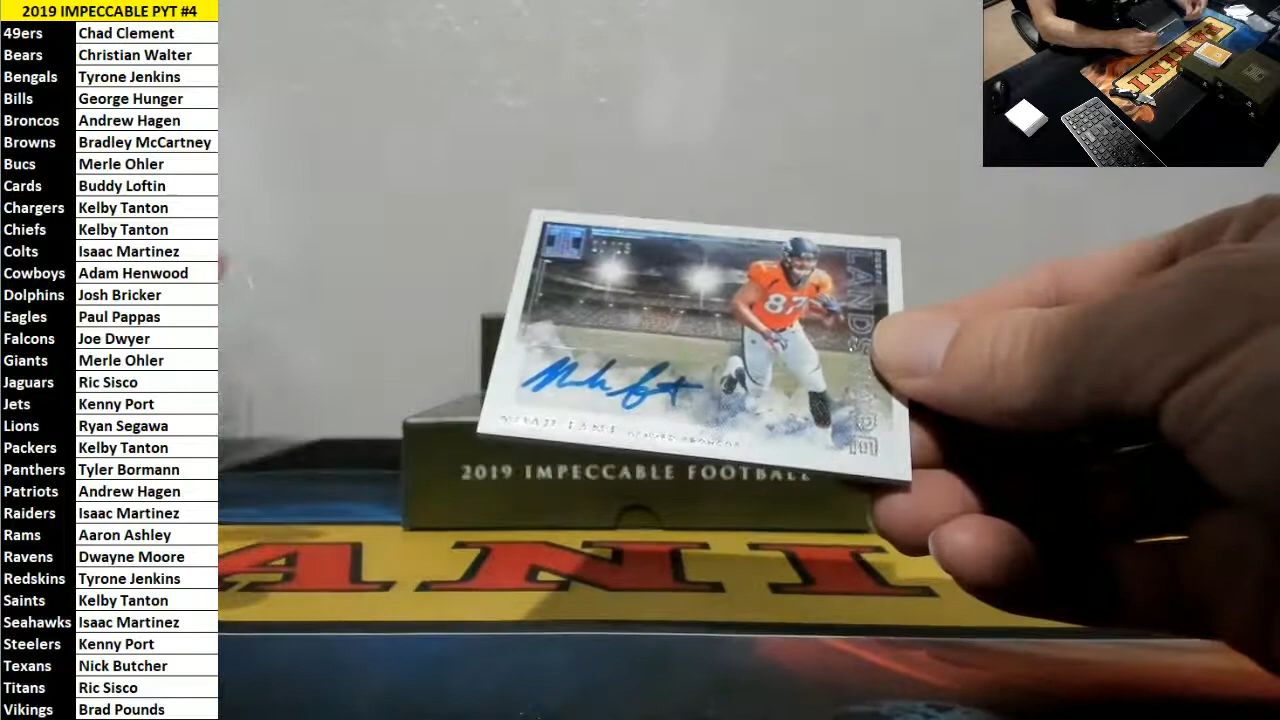 2019 IMPECCABLE PYT #4
49ers Chad Clement
Bears Christian Walter
Bengals Tyrone Jenkins
Bills George Hunger
Broncos Andrew Hagen
Browns Bradley McCartney
Bucs Merle Ohler
Cards Buddy Loftin
Chargers Kelby Tanton
Chiefs Kelby Tanton
Colts Isaac Martinez
Cowboys Adam Henwood
Dolphins Josh Bricker
Eagles Paul Pappas
Falcons Joe Dwyer
Giants Merle Ohler
Jaguars Ric Sisco
Jets Kenny Port
Lions Ryan Segawa
Packers Kelby Tanton
Panthers Tyler Bormann
Patriots Andrew Hagen
Raiders Isaac Martinez
Rams Aaron Ashley
Ravens Dwayne Moore
Redskins Tyrone Jenkins
Saints Kelby Tanton
Seahawks Isaac Martinez
Steelers Kenny Port
Texans Nick Butcher
Titans Ric Sisco
Vikings Brad Pounds
87
DENVER BRONCOS
2019 IMPECCABLE FOOTBALL
ANINI
PANINI